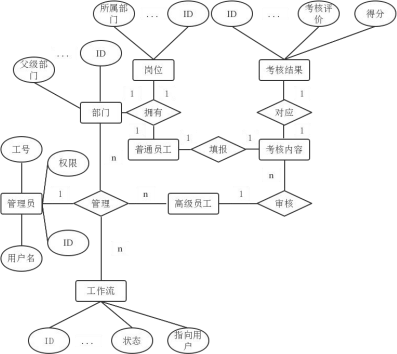 所属部
门
...
ID
ID
...
考核评
价
得分
...
ID
父级部
门
岗位
考核结果
1
1
1
部门
拥有
对应
1
1
1
1
普通员工
填报
考核内容
工号
权限
n
n
管理员
1
管理
n
高级员工
1
审核
ID
用户名
n
工作流
ID
...
状态
指向用
户